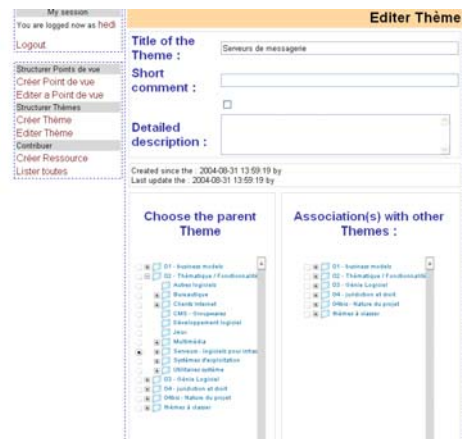 My session
You are logged now as hedi
Logout
Structurer Points de vue
Créer Point de vue
Editer a Point de vue
Structurer Thèmes
Créer Thème
Editer Thème
Contribuer
Créer Ressource
Lister toutes
Editer Thème
Title of the Theme :
Serveurs de messagerie
Short comment :
Detailed description :
Created since the : 2004-08-31 13:59:19 by
Last update the : 2004-08-31 13:59:19 by
Choose the parent Theme
01 - business models
02 - Thématique / Fonctionnalité
Autres logiciels
Bureautique
Clients internet
CMS - Groupwares
Développement logiciel
Jeux
Multimédia
Serveurs - logiciels pour infras
Systèmes d'exploitation
Utilitaires système
03 - Génie Logiciel
04 - juridiction et droit
04bis - Nature du projet
thèmes à classer
Association(s) with other Themes :
01 - business models
02 - Thématique / Fonctionnalité
03 - Génie Logiciel
04 - juridiction et droit
04bis - Nature du projet
thèmes à classer